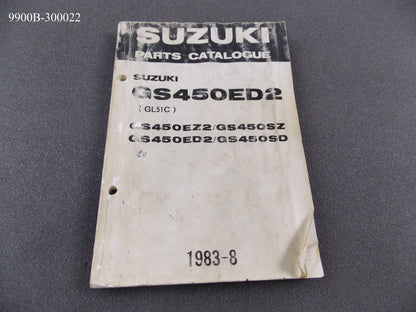 9900B-300022
SUZUKI
PARTS CATALOGUE
SUZUKI
GS450ED2
(GL51C)
GS450EZ2/GS450SZ
GS450ED2/GS450SD
1983-8